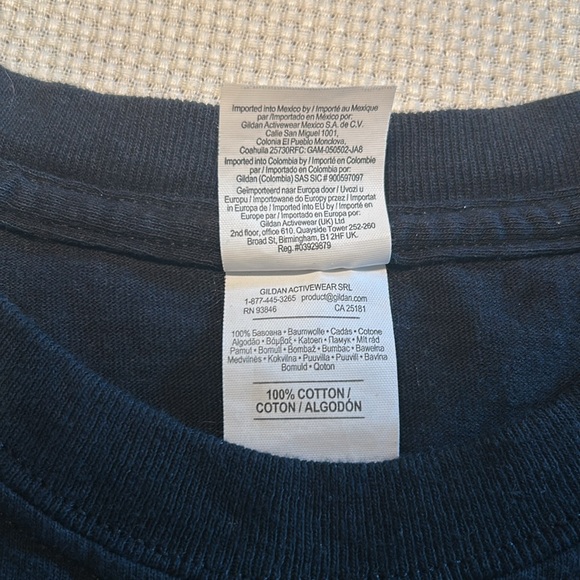 Imported into Mexico by / Importé au Mexique
par /Importado en México por:
Gildan Activewear Mexico S.A. de C.V.
Calle San Miguel 1001,
Colonia El Pueblo Monclova,
Coahuila 25730RFC: GAM-050502-JA8
Imported into Colombia by / Importé en Colombie
par / Importado en Colombia por:
Gildan (Colombia) SAS SIC # 900597097
Geïmporteerd naar Europa door / Uvozi u
Europu / Importowane do Europy przez / Importat
in Europa de / Imported into EU by / Importé en
Europe par / Importado en Europa por:
Gildan Activewear (UK) Ltd
2nd floor, office 610, Quayside Tower 252-260
Broad St, Birmingham, B1 2HF UK.
Reg. #03929879
GILDAN ACTIVEWEAR SRL
1-877-445-3265 product@gildan.com
RN 93846 CA 25181
100% Бавовна • Baumwolle • Cadás • Cotone
Algodão • Βάμβαξ • Katoen • Памук • Mit rád
Pamut • Bomull • Bombaž • Bumbac • Bawełna
Medvilnės • Kokvilna • Puuvilla • Puuvill • Bavlna
Bomuld • Qoton
100% COTTON /
COTON / ALGODÓN